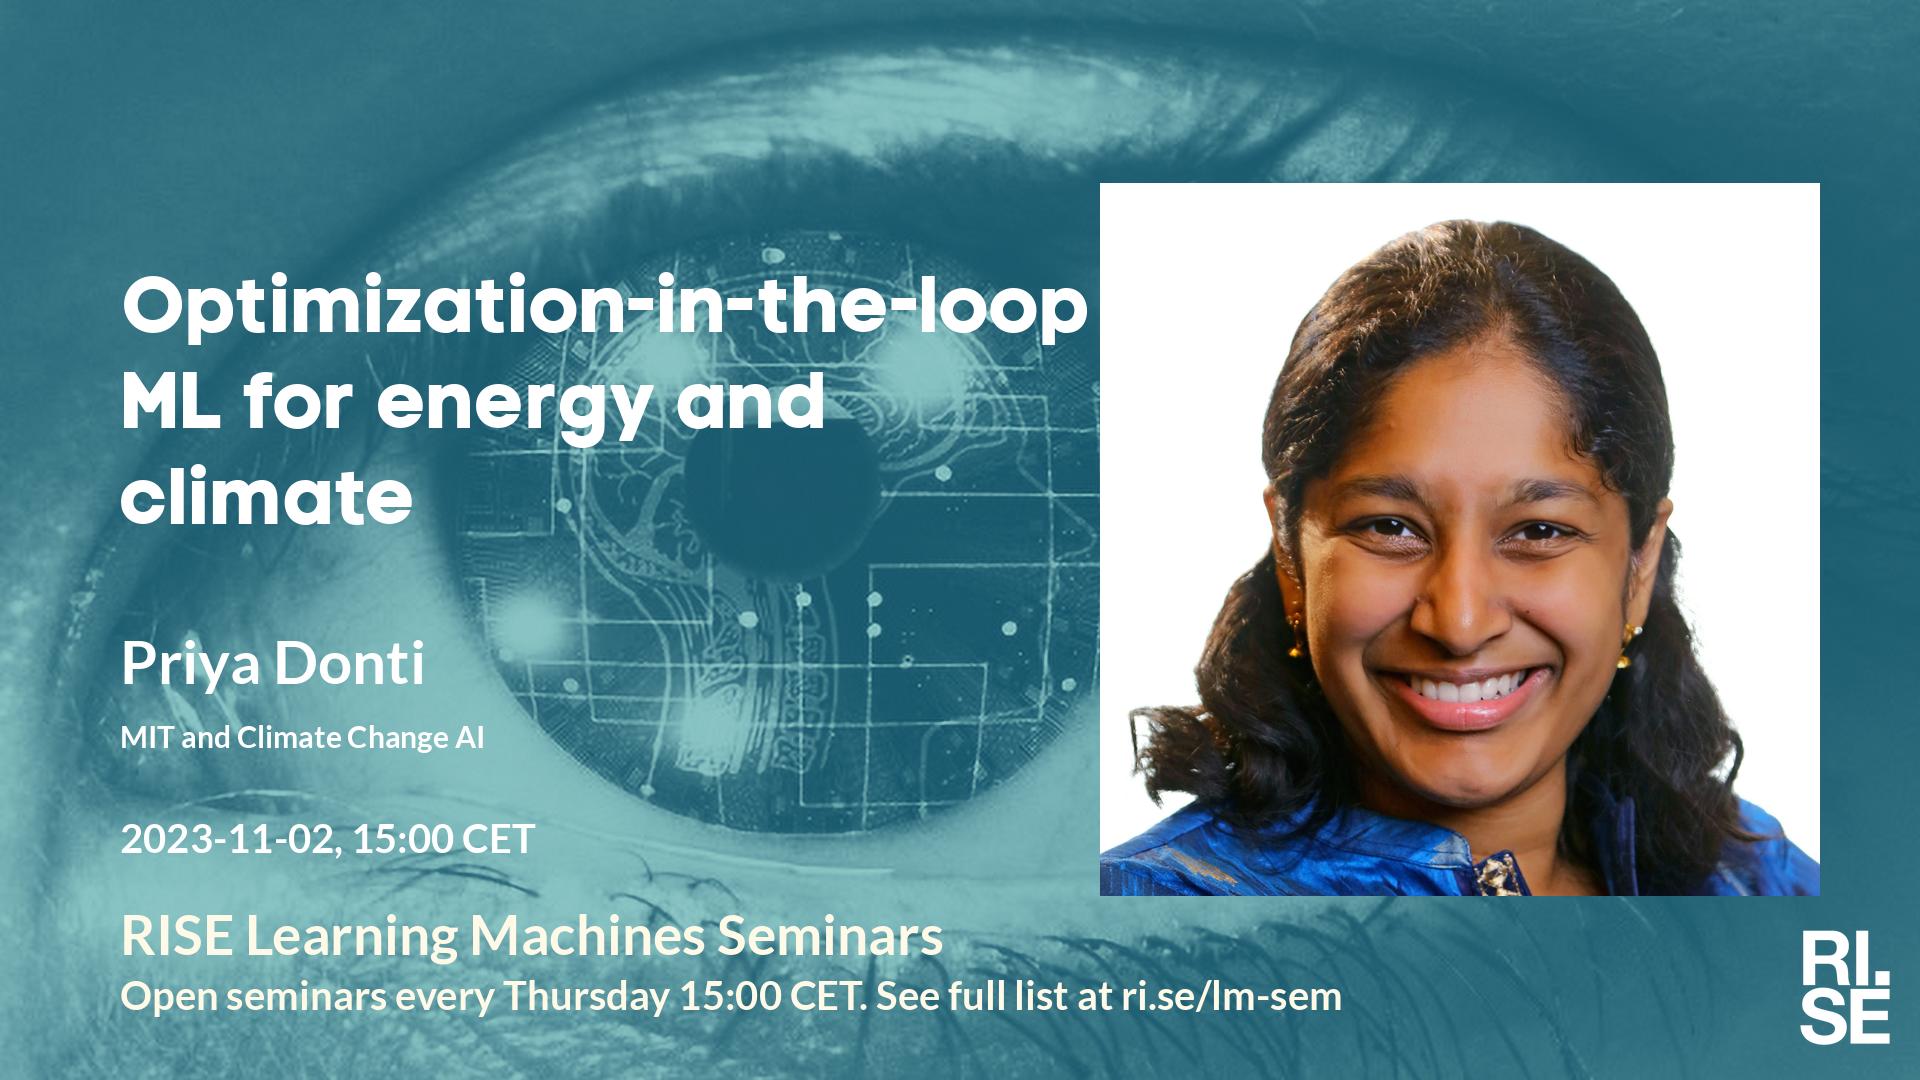 Optimization-in-the-loop
ML for energy and
climate
Priya Donti
MIT and Climate Change AI
2023-11-02, 15:00 CET
RISE Learning Machines Seminars
Open seminars every Thursday 15:00 CET. See full list at ri.se/lm-sem
RI.
SE